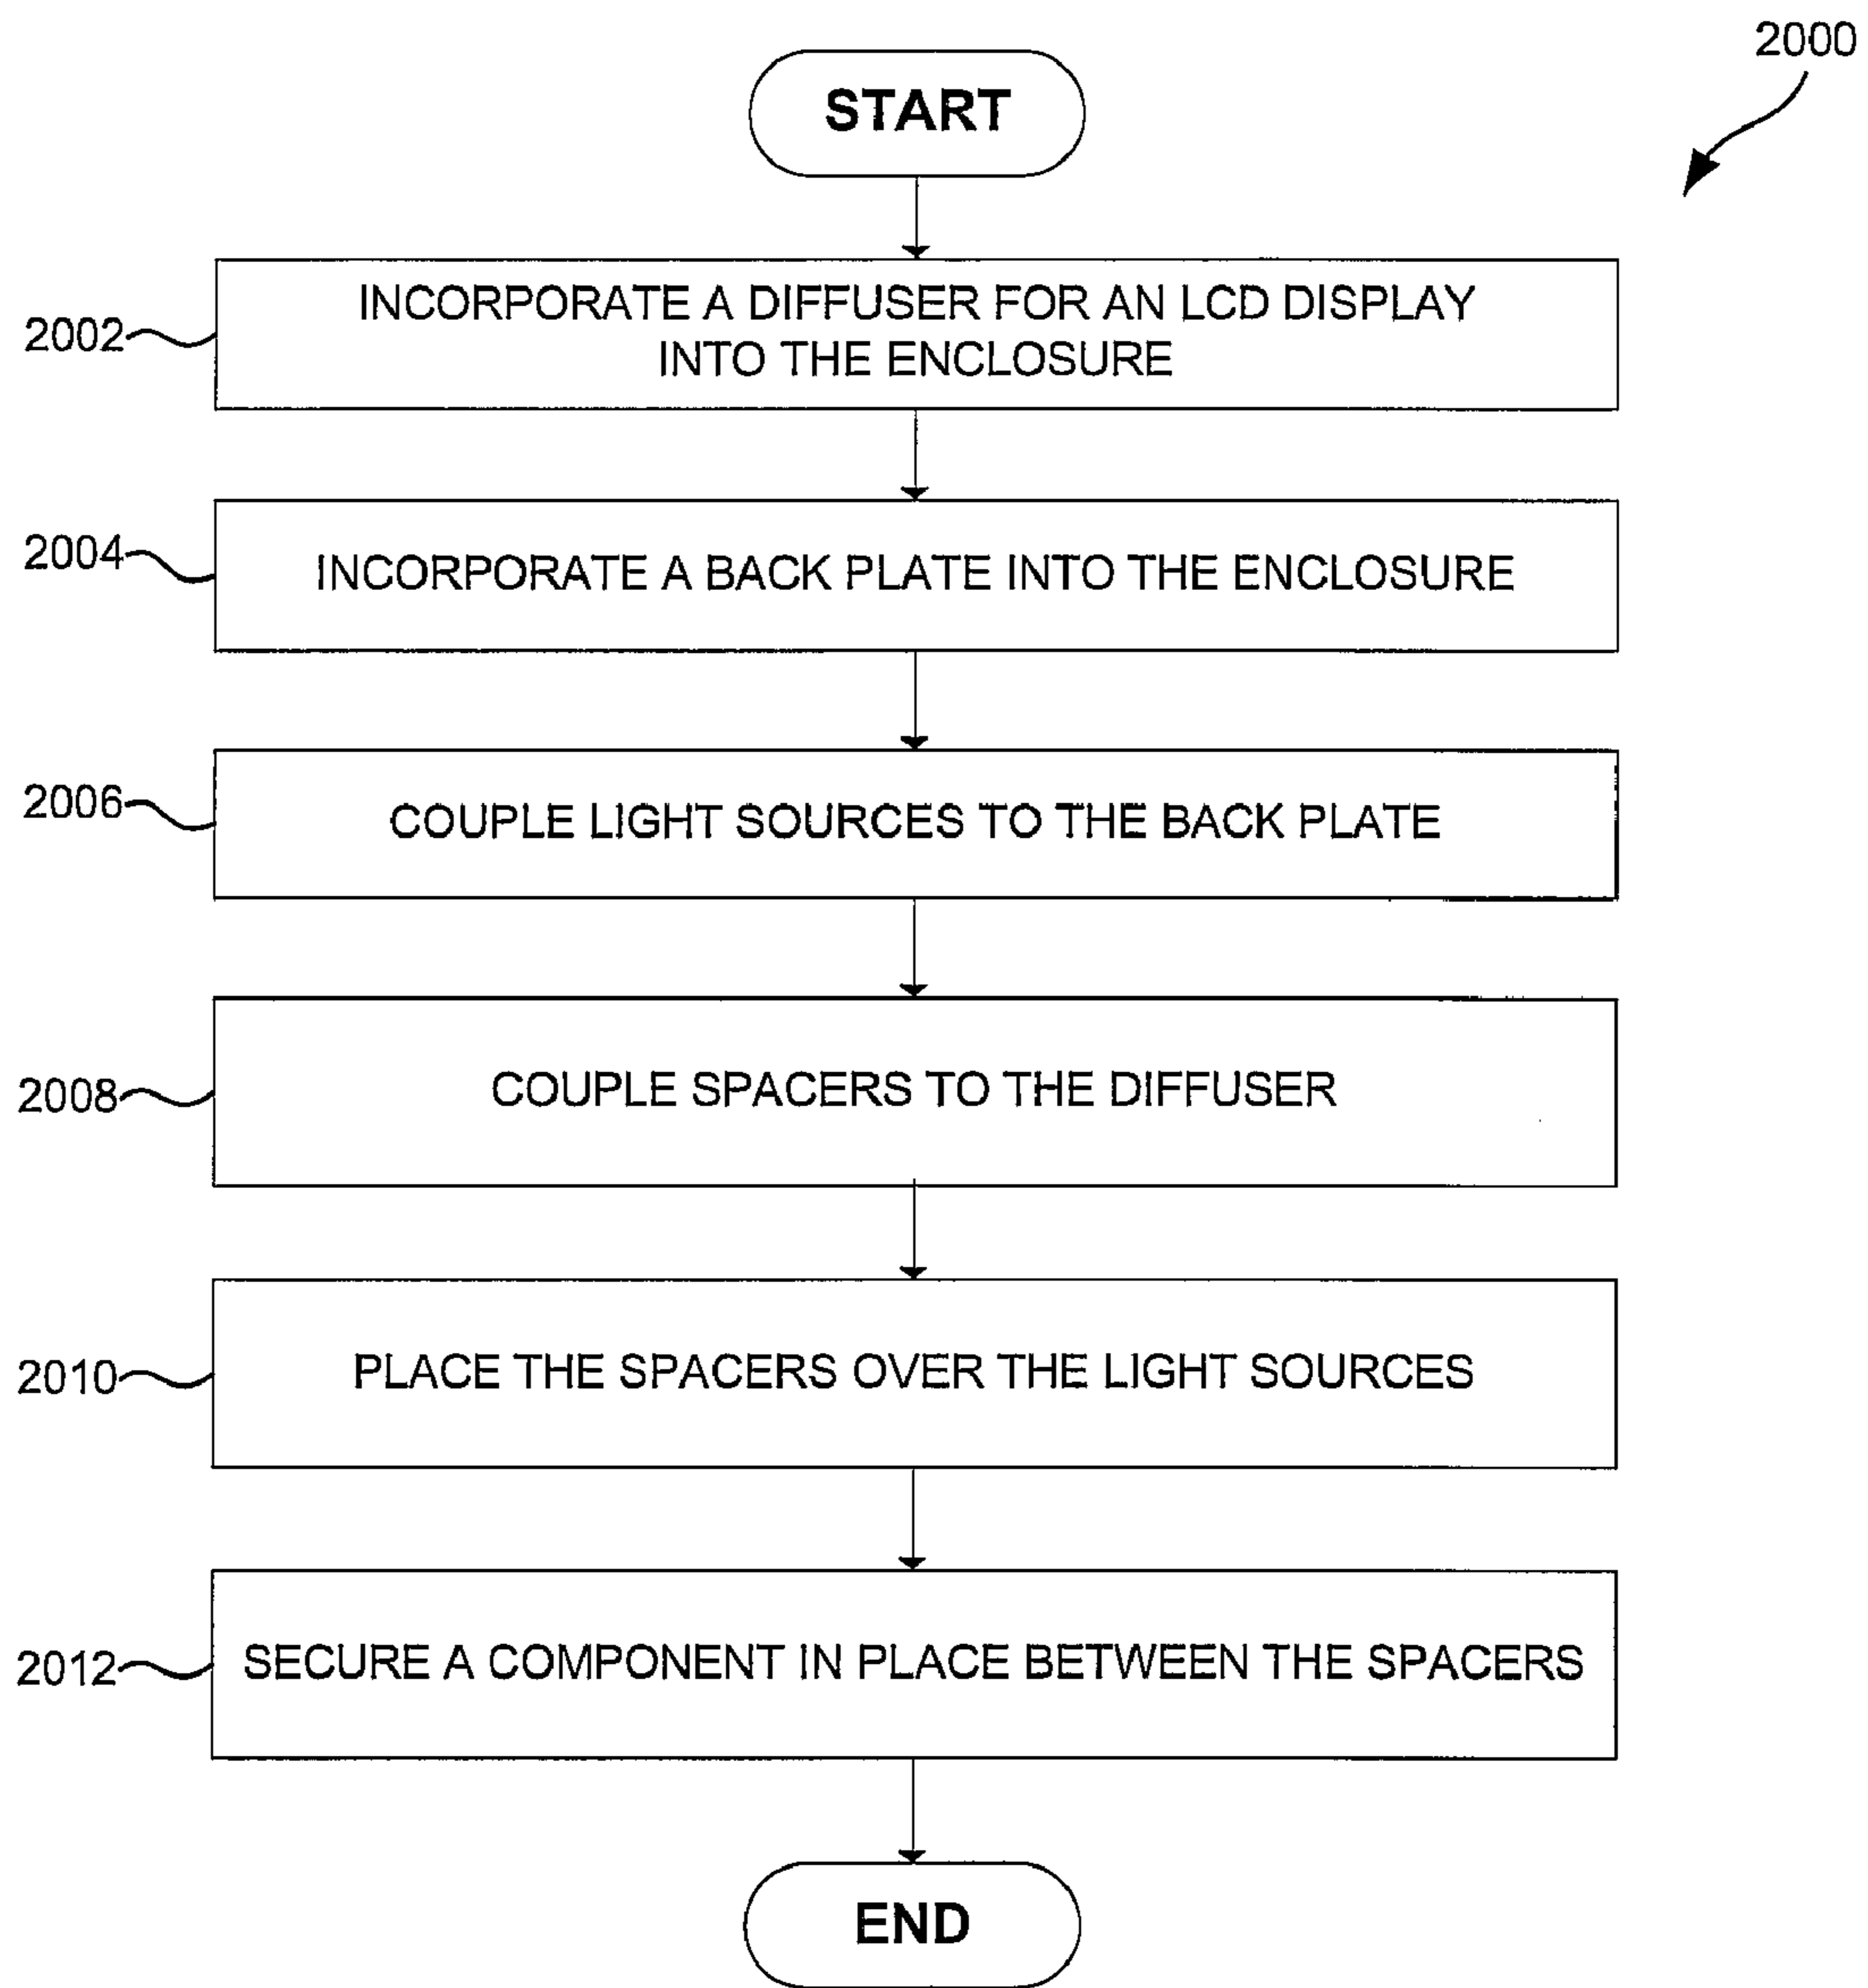 2000
START
2002
INCORPORATE A DIFFUSER FOR AN LCD DISPLAY
INTO THE ENCLOSURE
2004
INCORPORATE A BACK PLATE INTO THE ENCLOSURE
2006
COUPLE LIGHT SOURCES TO THE BACK PLATE
2008
COUPLE SPACERS TO THE DIFFUSER
2010
PLACE THE SPACERS OVER THE LIGHT SOURCES
2012
SECURE A COMPONENT IN PLACE BETWEEN THE SPACERS
END